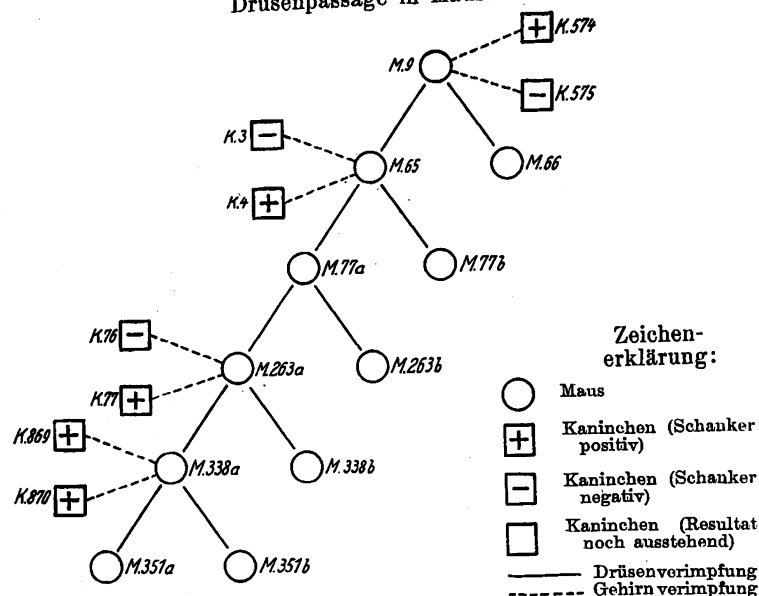 Drüsenpassage in Maus
+ K.574
M.9
- K.575
K.3 -
M.65
M.66
K.4 +
M.77a
M.77b
K.76 -
M.263a
M.263b
K.77 +
K.869 +
M.338a
M.338b
K.870 +
M.351a
M.351b
Zeichen-
erklärung:
Maus
+ Kaninchen (Schanker
positiv)
- Kaninchen (Schanker
negativ)
Kaninchen (Resultat
noch ausstehend)
Drüsenverimpfung
Gehirnverimpfung